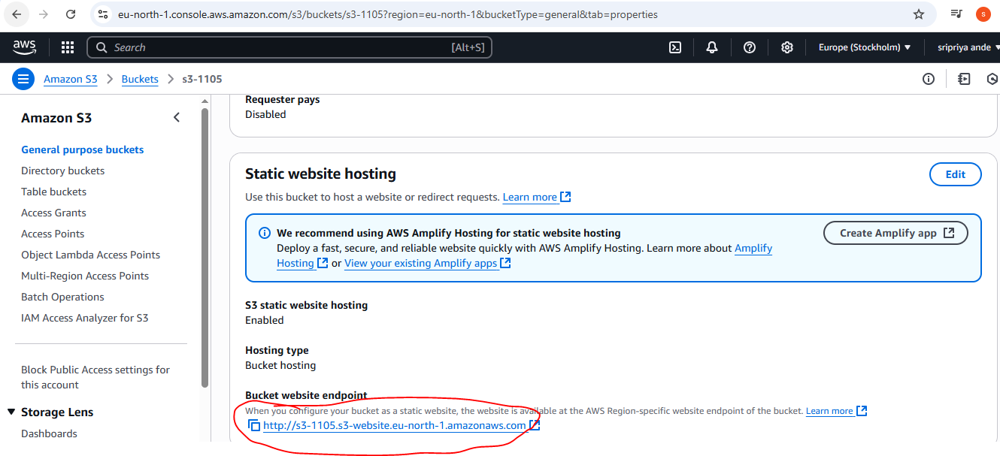 eu-north-1.console.aws.amazon.com/s3/buckets/s3-1105?region=eu-north-1&bucketType=general&tab=properties
s
aws
Search [Alt+S]
Europe (Stockholm)
sripriya ande
Amazon S3
Buckets
s3-1105
Amazon S3
General purpose buckets
Directory buckets
Table buckets
Access Grants
Access Points
Object Lambda Access Points
Multi-Region Access Points
Batch Operations
IAM Access Analyzer for S3
Block Public Access settings for
this account
Storage Lens
Dashboards
Requester pays
Disabled
Static website hosting
Edit
Use this bucket to host a website or redirect requests. Learn more
We recommend using AWS Amplify Hosting for static website hosting
Deploy a fast, secure, and reliable website quickly with AWS Amplify Hosting. Learn more about Amplify
Hosting or View your existing Amplify apps
Create Amplify app
S3 static website hosting
Enabled
Hosting type
Bucket hosting
Bucket website endpoint
When you configure your bucket as a static website, the website is available at the AWS Region-specific website endpoint of the bucket. Learn more
http://s3-1105.s3-website.eu-north-1.amazonaws.com